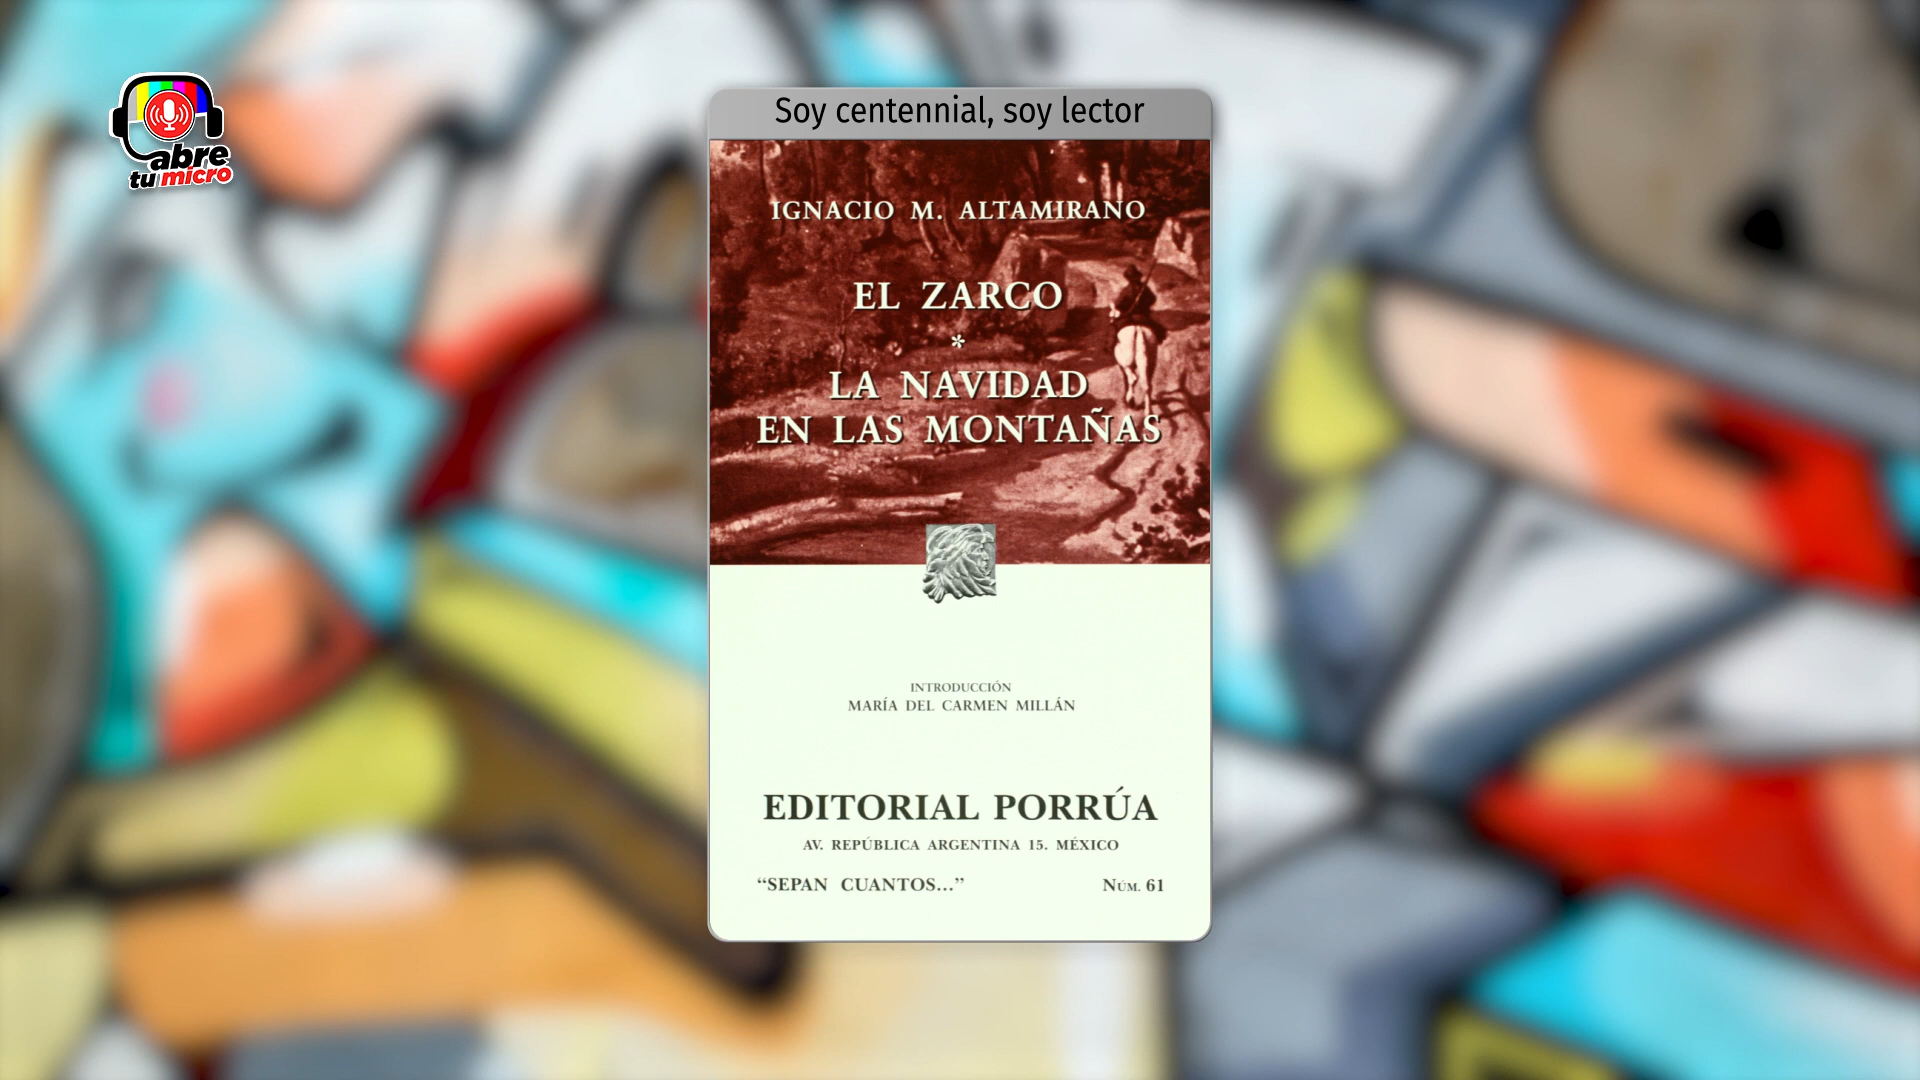 abre
tu micro
Soy centennial, soy lector
IGNACIO M. ALTAMIRANO
EL ZARCO
*
LA NAVIDAD
EN LAS MONTAÑAS
INTRODUCCIÓN
MARÍA DEL CARMEN MILLÁN
EDITORIAL PORRÚA
AV. REPÚBLICA ARGENTINA 15. MÉXICO
“SEPAN CUANTOS...” NÚM. 61